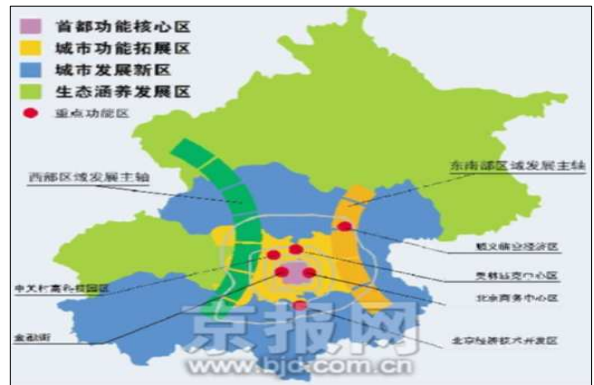 首都功能核心区
城市功能拓展区
城市发展新区
生态涵养发展区
重点功能区
西部区域发展主轴
东南部区域发展主轴
顺义临空经济区
奥林匹克中心区
中关村高科技园区
北京商务中心区
金融街
北京经济技术开发区
京报网
www.bjd.com.cn